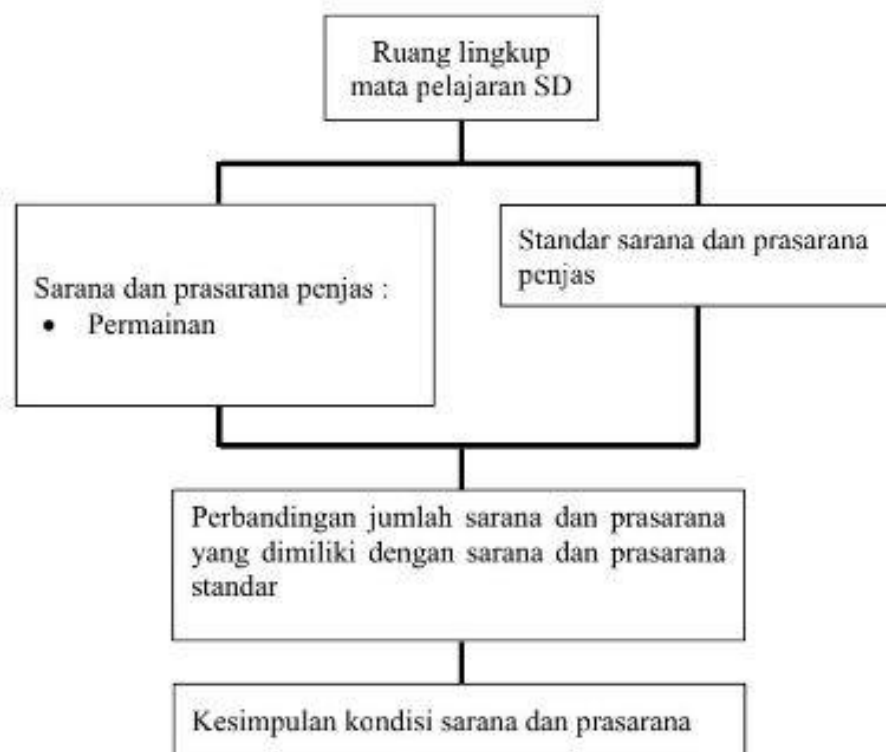 Ruang lingkup
mata pelajaran SD
Sarana dan prasarana penjas :
• Permainan
Standar sarana dan prasarana
penjas
Perbandingan jumlah sarana dan prasarana
yang dimiliki dengan sarana dan prasarana
standar
Kesimpulan kondisi sarana dan prasarana